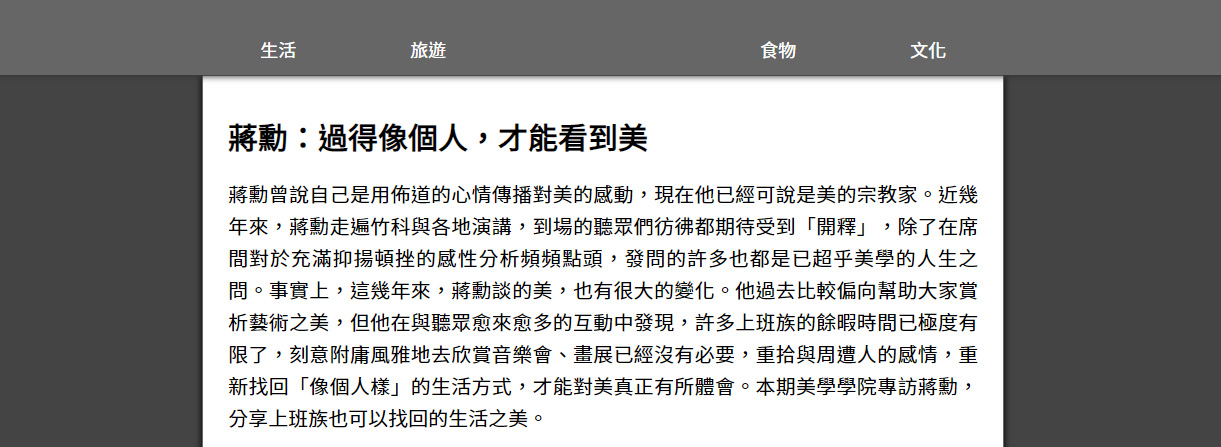 生活 旅遊 食物 文化
蔣勳：過得像個人，才能看到美
蔣勳曾說自己是用佈道的心情傳播對美的感動，現在他已經可說是美的宗教家。近幾
年來，蔣勳走遍竹科與各地演講，到場的聽眾們彷彿都期待受到「開釋」，除了在席
間對於充滿抑揚頓挫的感性分析頻頻點頭，發問的許多也都是已超乎美學的人生之
問。事實上，這幾年來，蔣勳談的美，也有很大的變化。他過去比較偏向幫助大家賞
析藝術之美，但他在與聽眾愈來愈多的互動中發現，許多上班族的餘暇時間已極度有
限了，刻意附庸風雅地去欣賞音樂會、畫展已經沒有必要，重拾與周遭人的感情，重
新找回「像個人樣」的生活方式，才能對美真正有所體會。本期美學學院專訪蔣勳，
分享上班族也可以找回的生活之美。